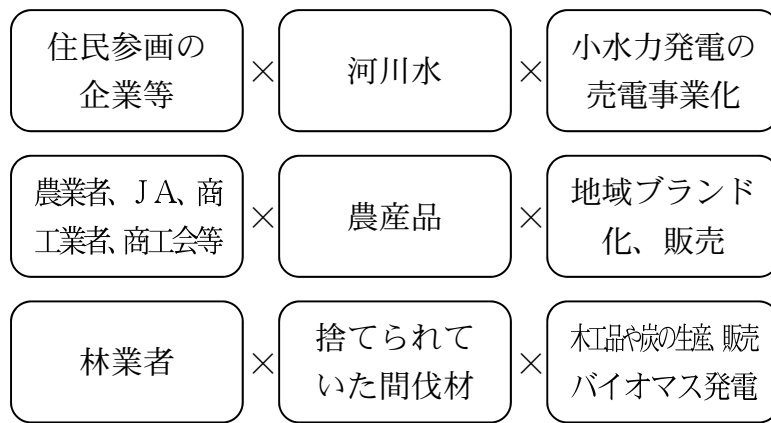 住民参画の
企業等
×
河川水
×
小水力発電の
売電事業化
農業者、ＪＡ、商
工業者、商工会等
×
農産品
×
地域ブランド
化、販売
林業者
×
捨てられて
いた間伐材
×
木工品や炭の生産、販売
バイオマス発電